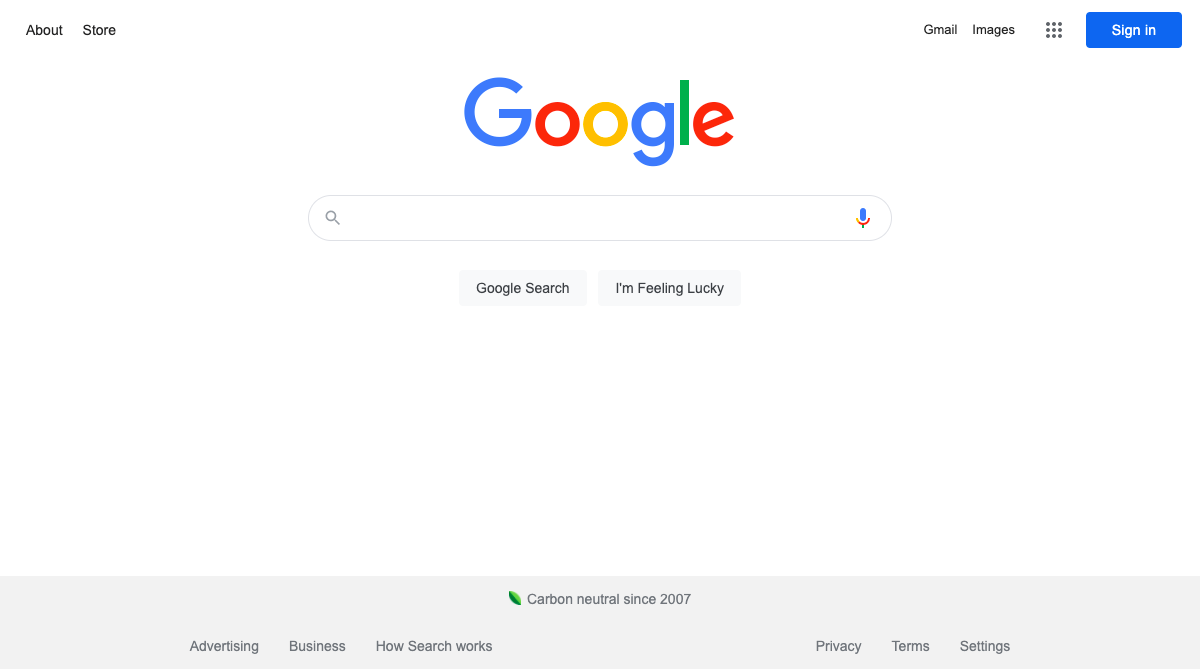 About Store Gmail Images Sign in
Google
Google Search I'm Feeling Lucky
Carbon neutral since 2007
Advertising Business How Search works Privacy Terms Settings